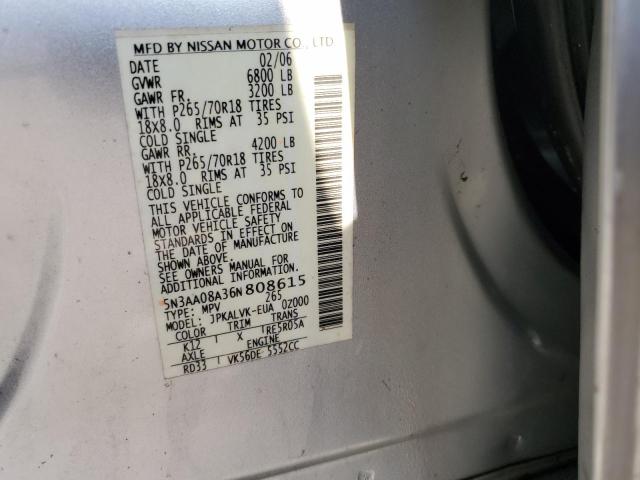 MFD BY NISSAN MOTOR CO., LTD
DATE 02/06
GVWR 6800 LB
GAWR FR. 3200 LB
WITH P265/70R18 TIRES
18X8.0 RIMS AT 35 PSI
COLD SINGLE
GAWR RR. 4200 LB
WITH P265/70R18 TIRES
18X8.0 RIMS AT 35 PSI
COLD SINGLE
THIS VEHICLE CONFORMS TO
ALL APPLICABLE FEDERAL
MOTOR VEHICLE SAFETY
STANDARDS IN EFFECT ON
THE DATE OF MANUFACTURE
SHOWN ABOVE.
SEE OWNERS MANUAL FOR
ADDITIONAL INFORMATION.
5N3AA08A36N808615
TYPE: MPV 265
MODEL: JPKALVK-EUA 02000
COLOR TRIM TRANS
K12 X RE5R05A
AXLE ENGINE
RD33 VK56DE 5552CC